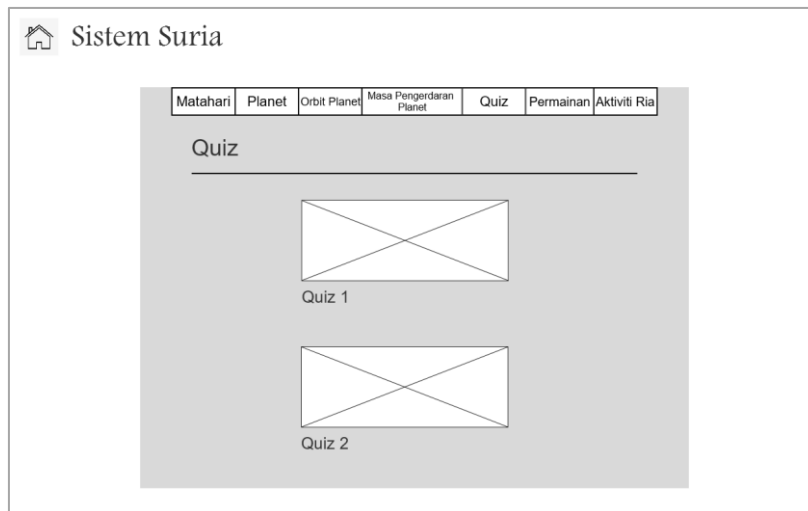 Sistem Suria
Matahari
Planet
Orbit Planet
Masa Pengerdaran
Planet
Quiz
Permainan
Aktiviti Ria
Quiz
Quiz 1
Quiz 2